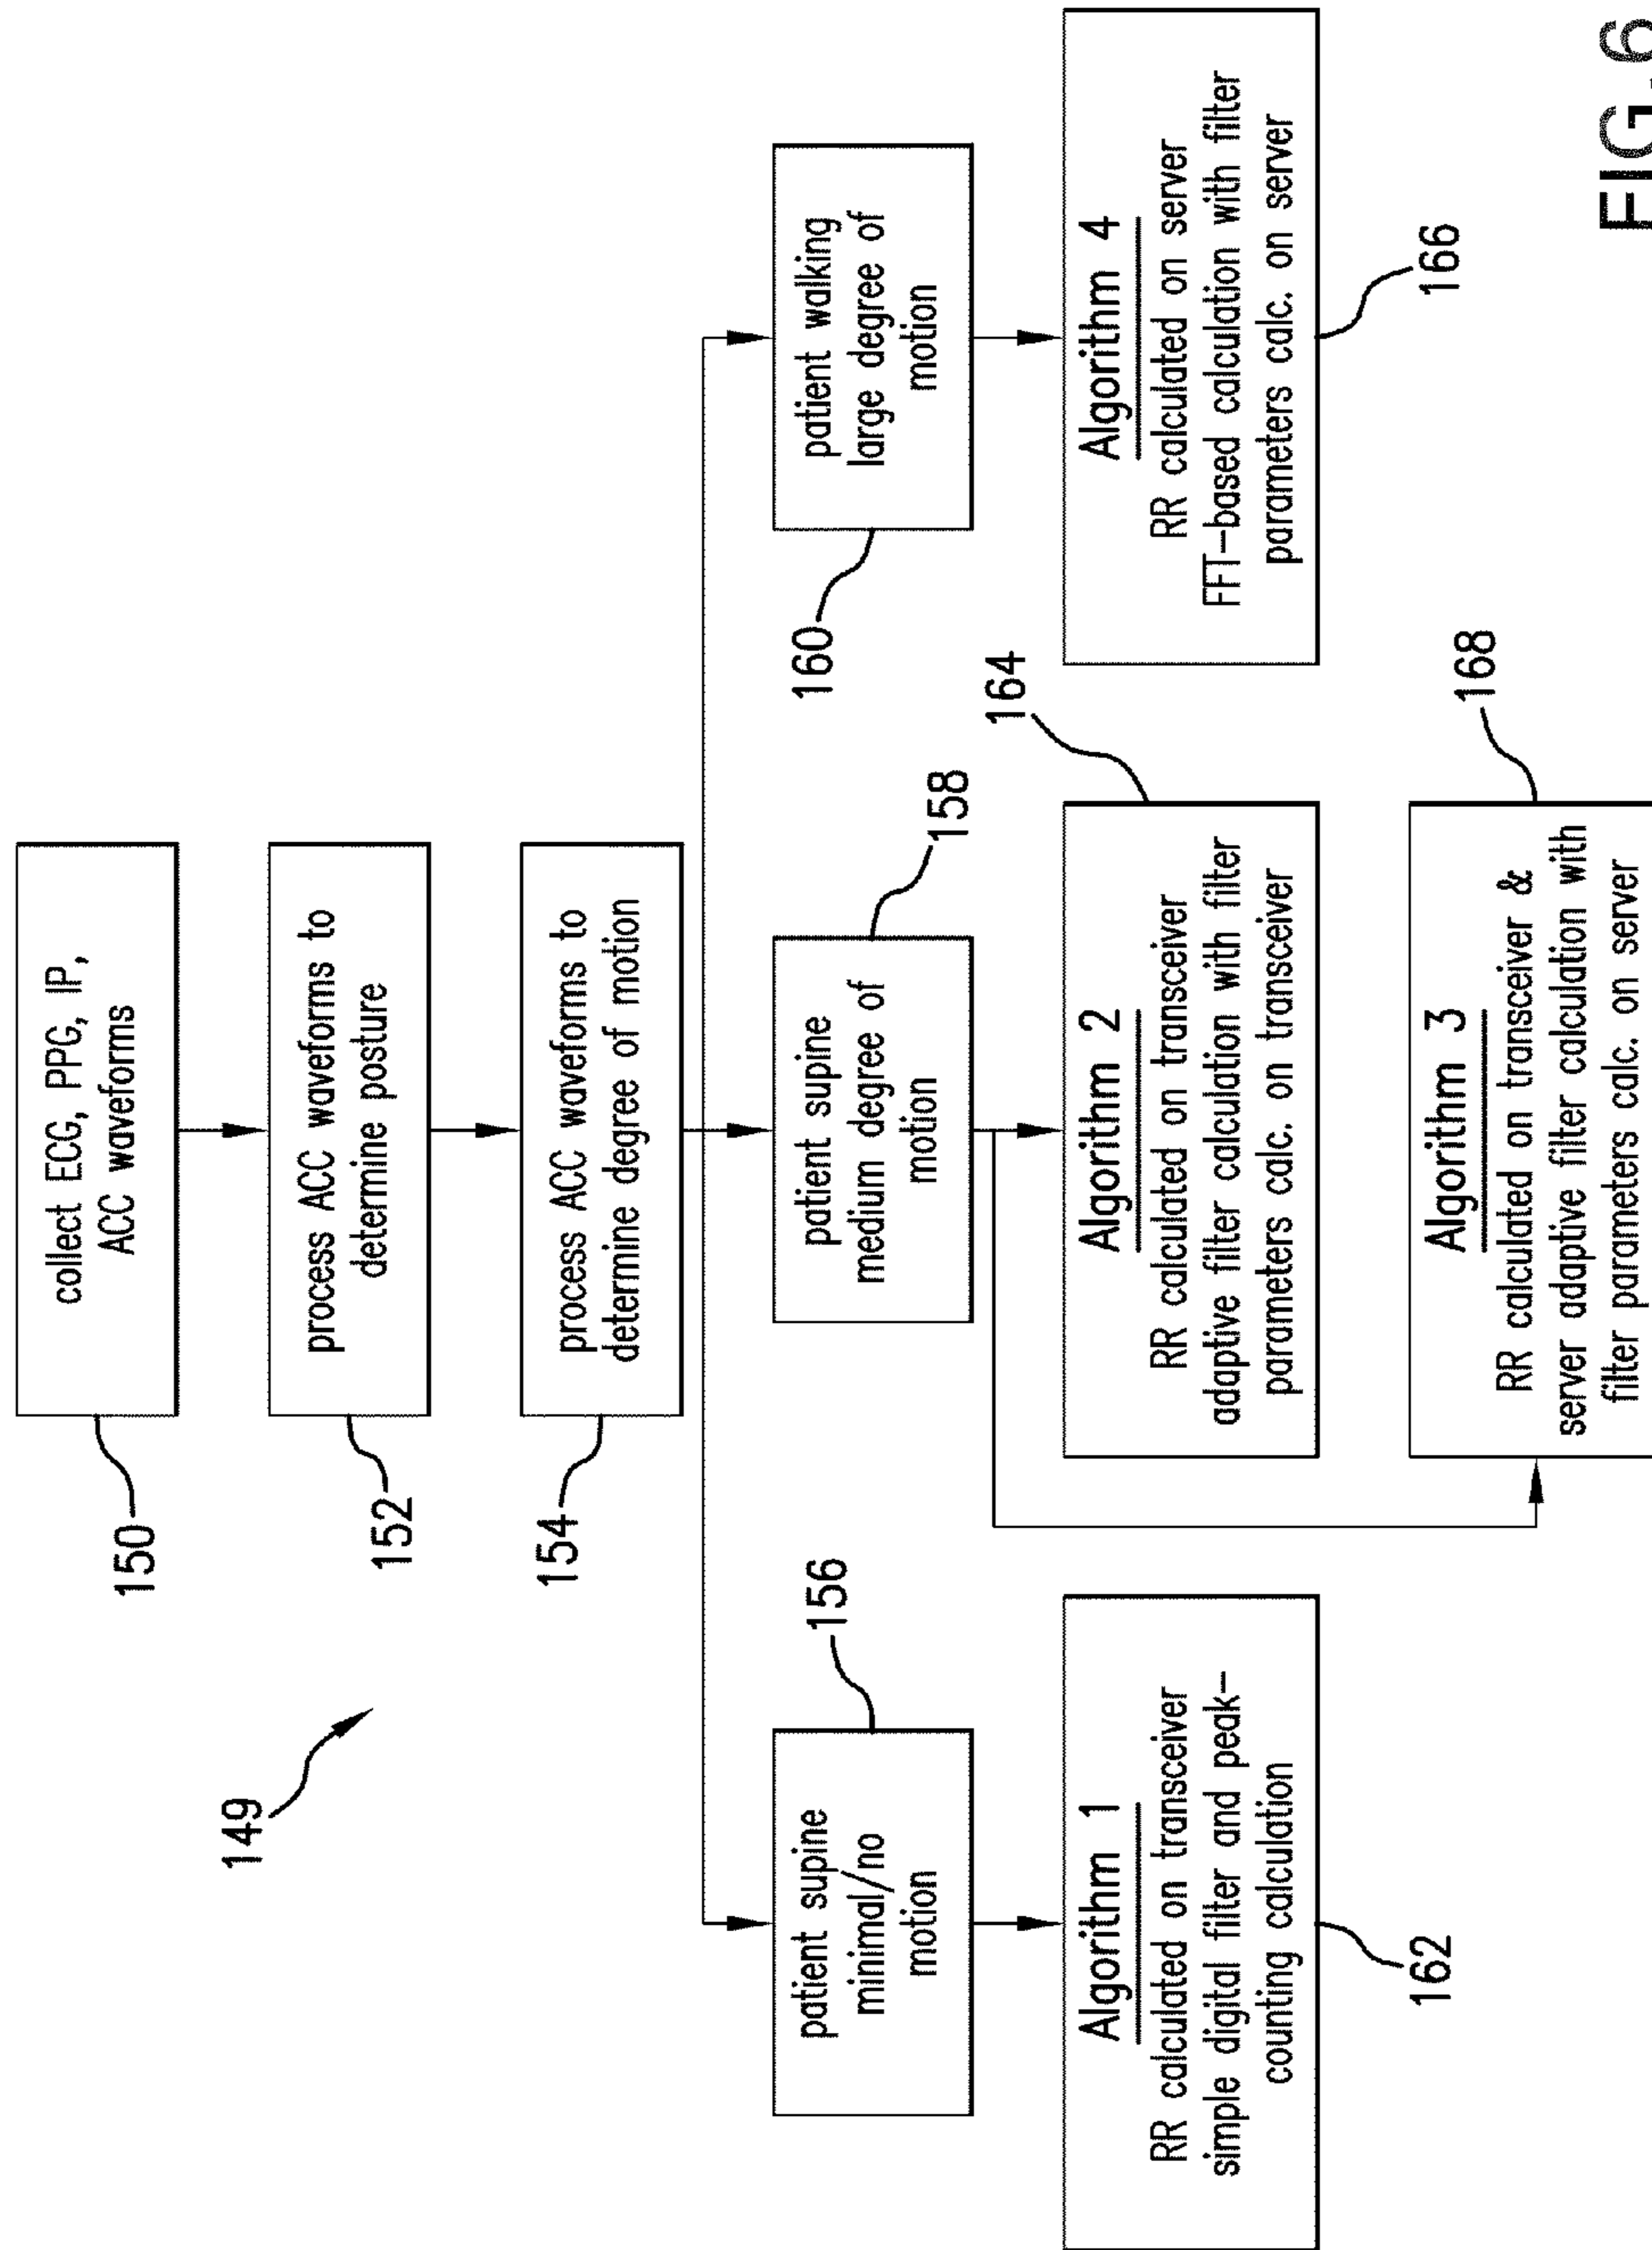 149
150
collect ECG, PPG, IP,
ACC waveforms
152
process ACC waveforms to
determine posture
154
process ACC waveforms to
determine degree of motion
156
patient supine
minimal/no
motion
158
patient supine
medium degree of
motion
160
patient walking
large degree of
motion
Algorithm 1
RR calculated on transceiver
simple digital filter and peak-
counting calculation
162
Algorithm 2
RR calculated on transceiver
adaptive filter calculation with filter
parameters calc. on transceiver
164
Algorithm 4
RR calculated on server
FFT-based calculation with filter
parameters calc. on server
166
Algorithm 3
RR calculated on transceiver &
server adaptive filter calculation with
filter parameters calc. on server
168
FIG.6